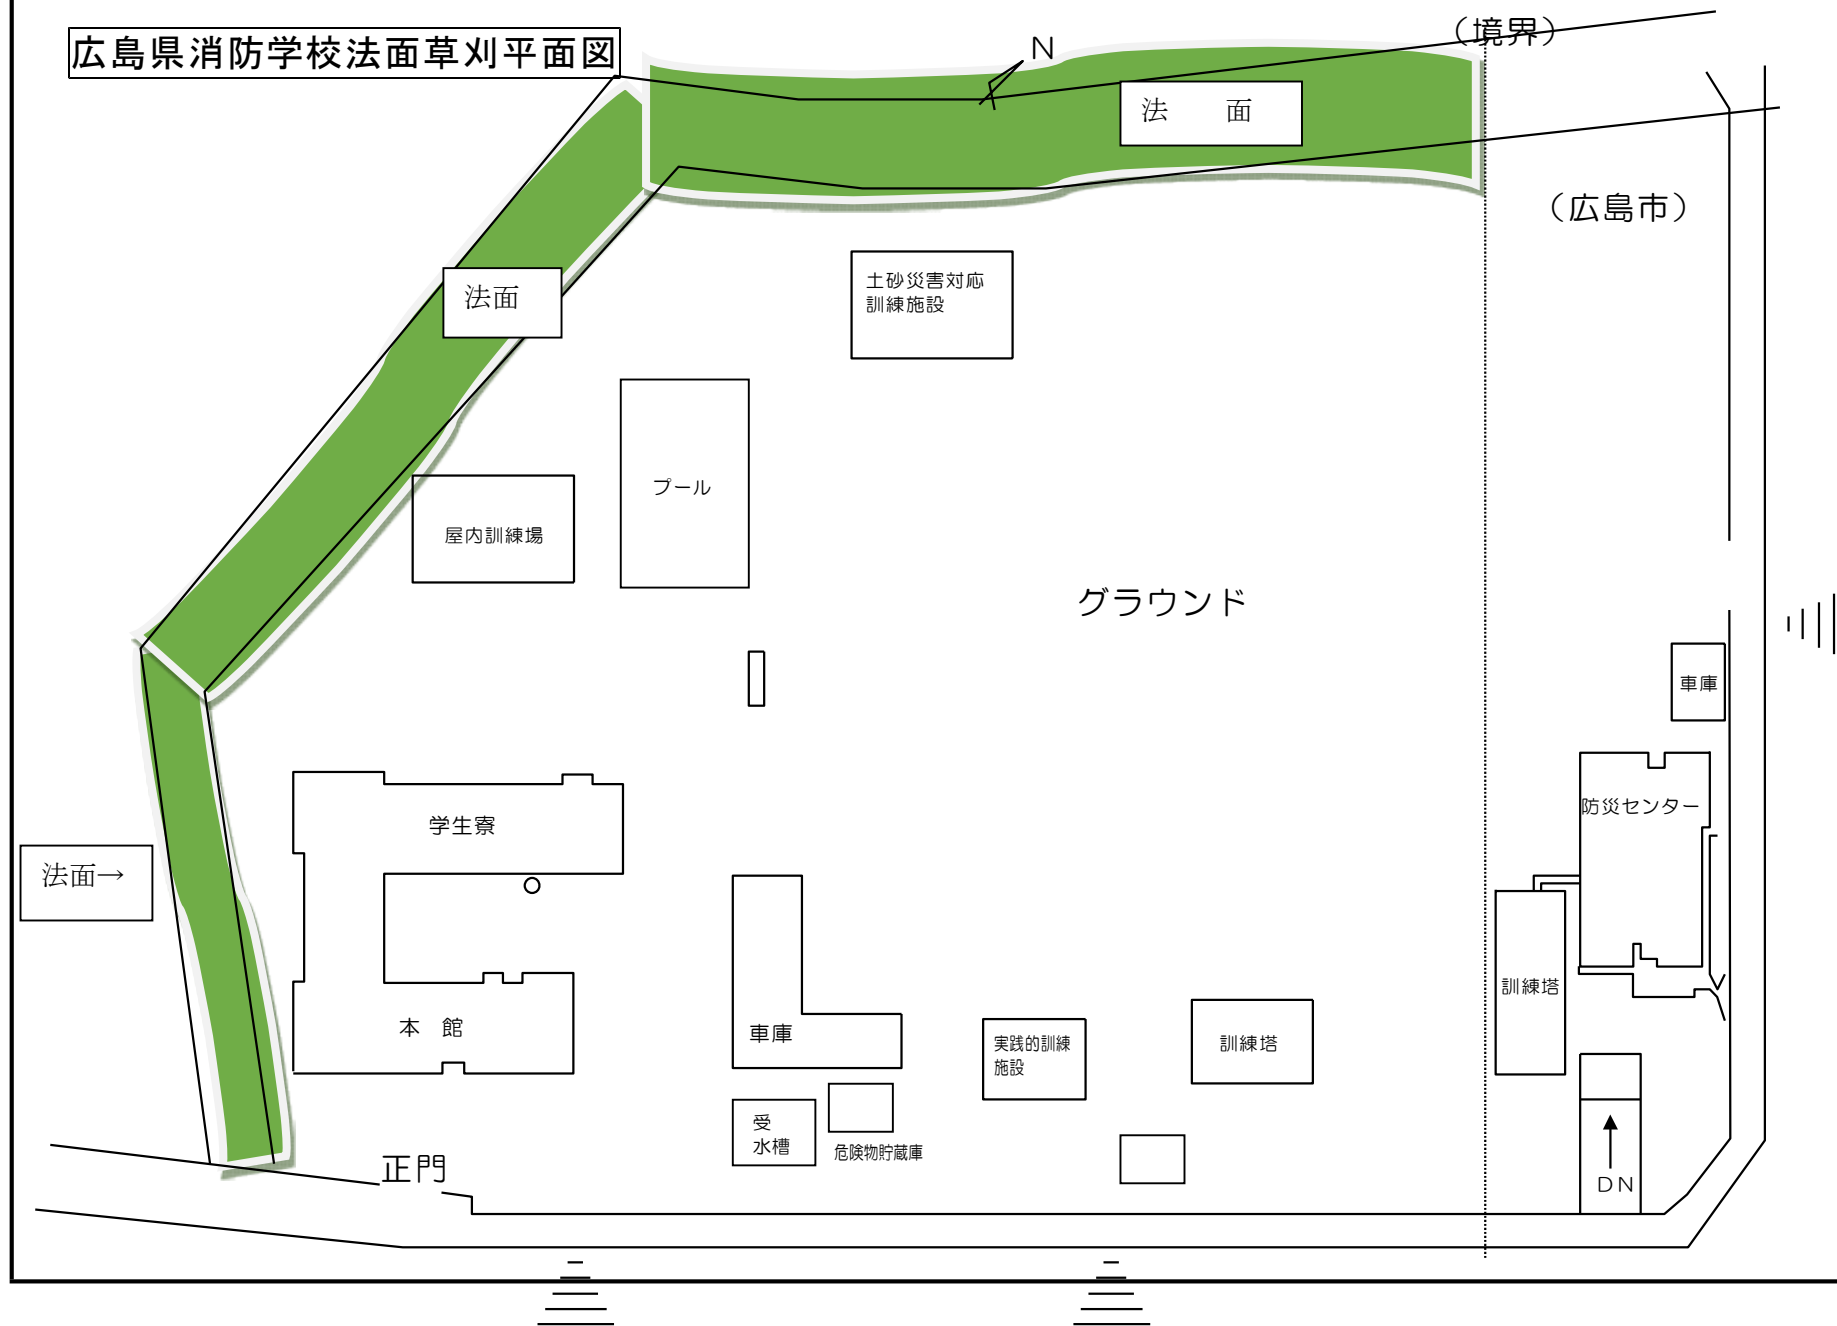 広島県消防学校法面草刈平面図
N
(境界)
法　　面
(広島市)
法面
土砂災害対応
訓練施設
プール
屋内訓練場
グラウンド
車庫
防災センター
学生寮
法面→
訓練塔
本　館
車庫
実践的訓練
施設
訓練塔
受
水槽
危険物貯蔵庫
正門
DN